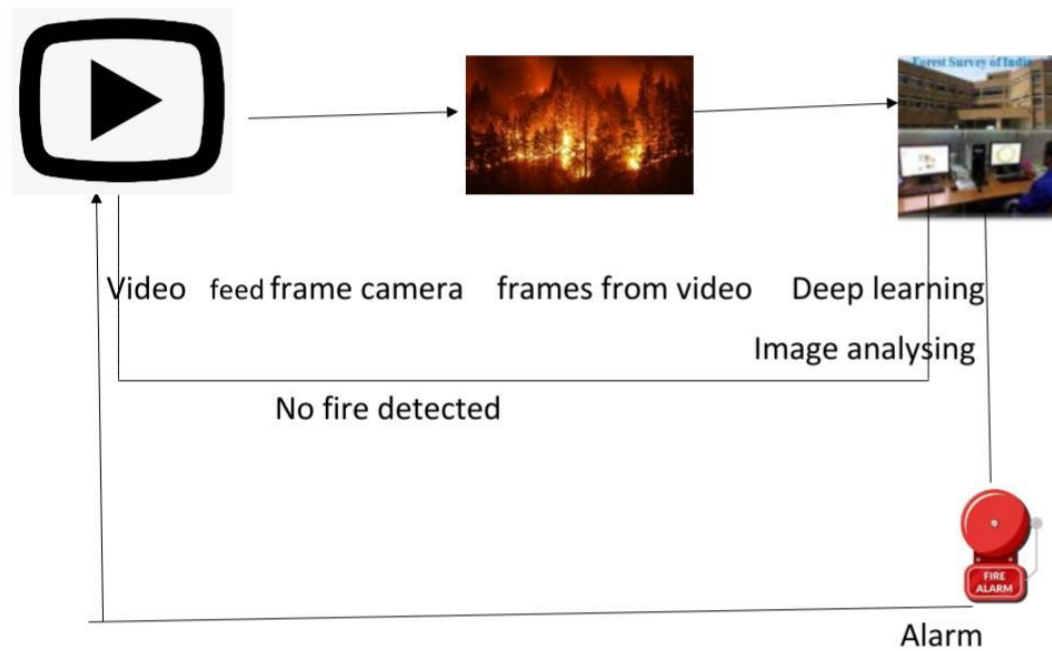 Forest Survey of India
Video feed frame camera frames from video Deep learning
Image analysing
No fire detected
FIRE
ALARM
Alarm